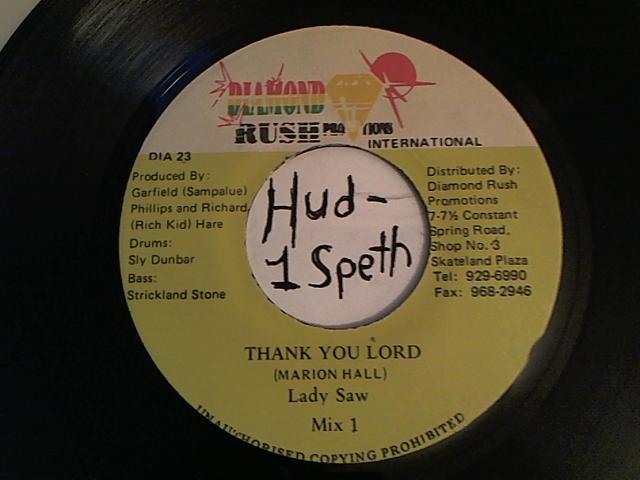 DIAMOND
RUSH PRO IONS
INTERNATIONAL
DIA 23
Produced By:
Garfield (Sampalue)
Phillips and Richard
(Rich Kid) Hare
Drums:
Sly Dunbar
Bass:
Strickland Stone
Hud-
1 Speth
Distributed By:
Diamond Rush
Promotions
7-7½ Constant
Spring Road,
Shop No. 3
Skateland Plaza
Tel: 929-6990
Fax: 968-2946
THANK YOU LORD
(MARION HALL)
Lady Saw
Mix 1
UNAUTHORISED COPYING PROHIBITED